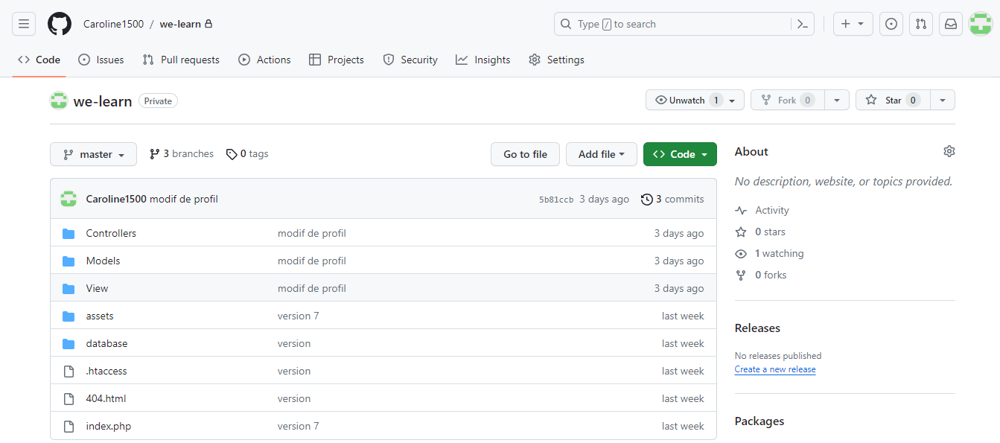 Caroline1500 / we-learn Type / to search
Code Issues Pull requests Actions Projects Security Insights Settings
we-learn Private Unwatch 1 Fork 0 Star 0
master 3 branches 0 tags Go to file Add file Code
About
No description, website, or topics provided.
Caroline1500 modif de profil 5b81ccb 3 days ago 3 commits
Activity
Controllers modif de profil 3 days ago
0 stars
Models modif de profil 3 days ago
1 watching
0 forks
View modif de profil 3 days ago
assets version 7 last week
Releases
database version last week
No releases published
Create a new release
.htaccess version last week
404.html version last week
Packages
index.php version 7 last week